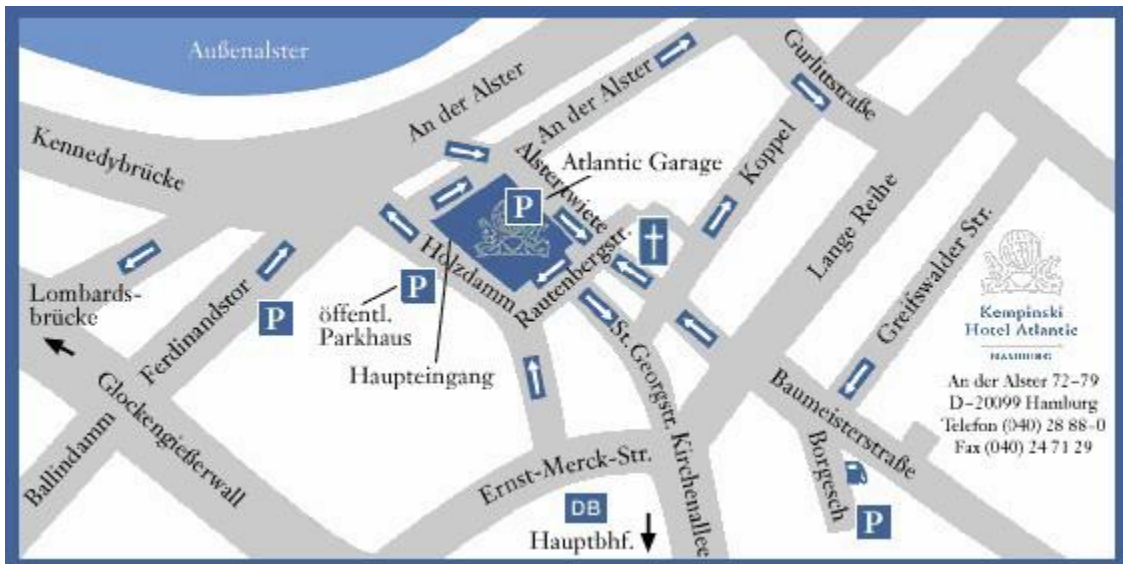 Außenalster
Kennedybrücke
An der Alster
An der Alster
Gurlittstraße
Alstertwiete
Atlantic Garage
Koppel
P
Lange Reihe
Greifswalder Str.
Holzdamm
Rautenbergstr.
Lombards-
brücke
Ferdinandstor
P
P
öffentl.
Parkhaus
Haupteingang
St. Georgstr.
Kirchenallee
Baumeisterstraße
Glockengießerwall
Ballindamm
Ernst-Merck-Str.
Borgesch
P
DB
Hauptbhf.
Kempinski
Hotel Atlantic
HAMBURG
An der Alster 72-79
D-20099 Hamburg
Telefon (040) 28 88-0
Fax (040) 24 71 29